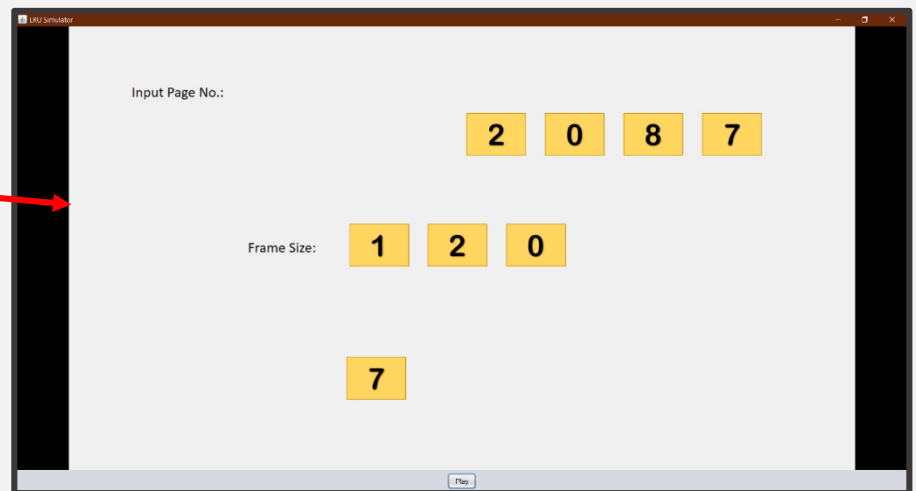 LRU Simulator
Input Page No.:
2 0 8 7
Frame Size: 1 2 0
7
Play